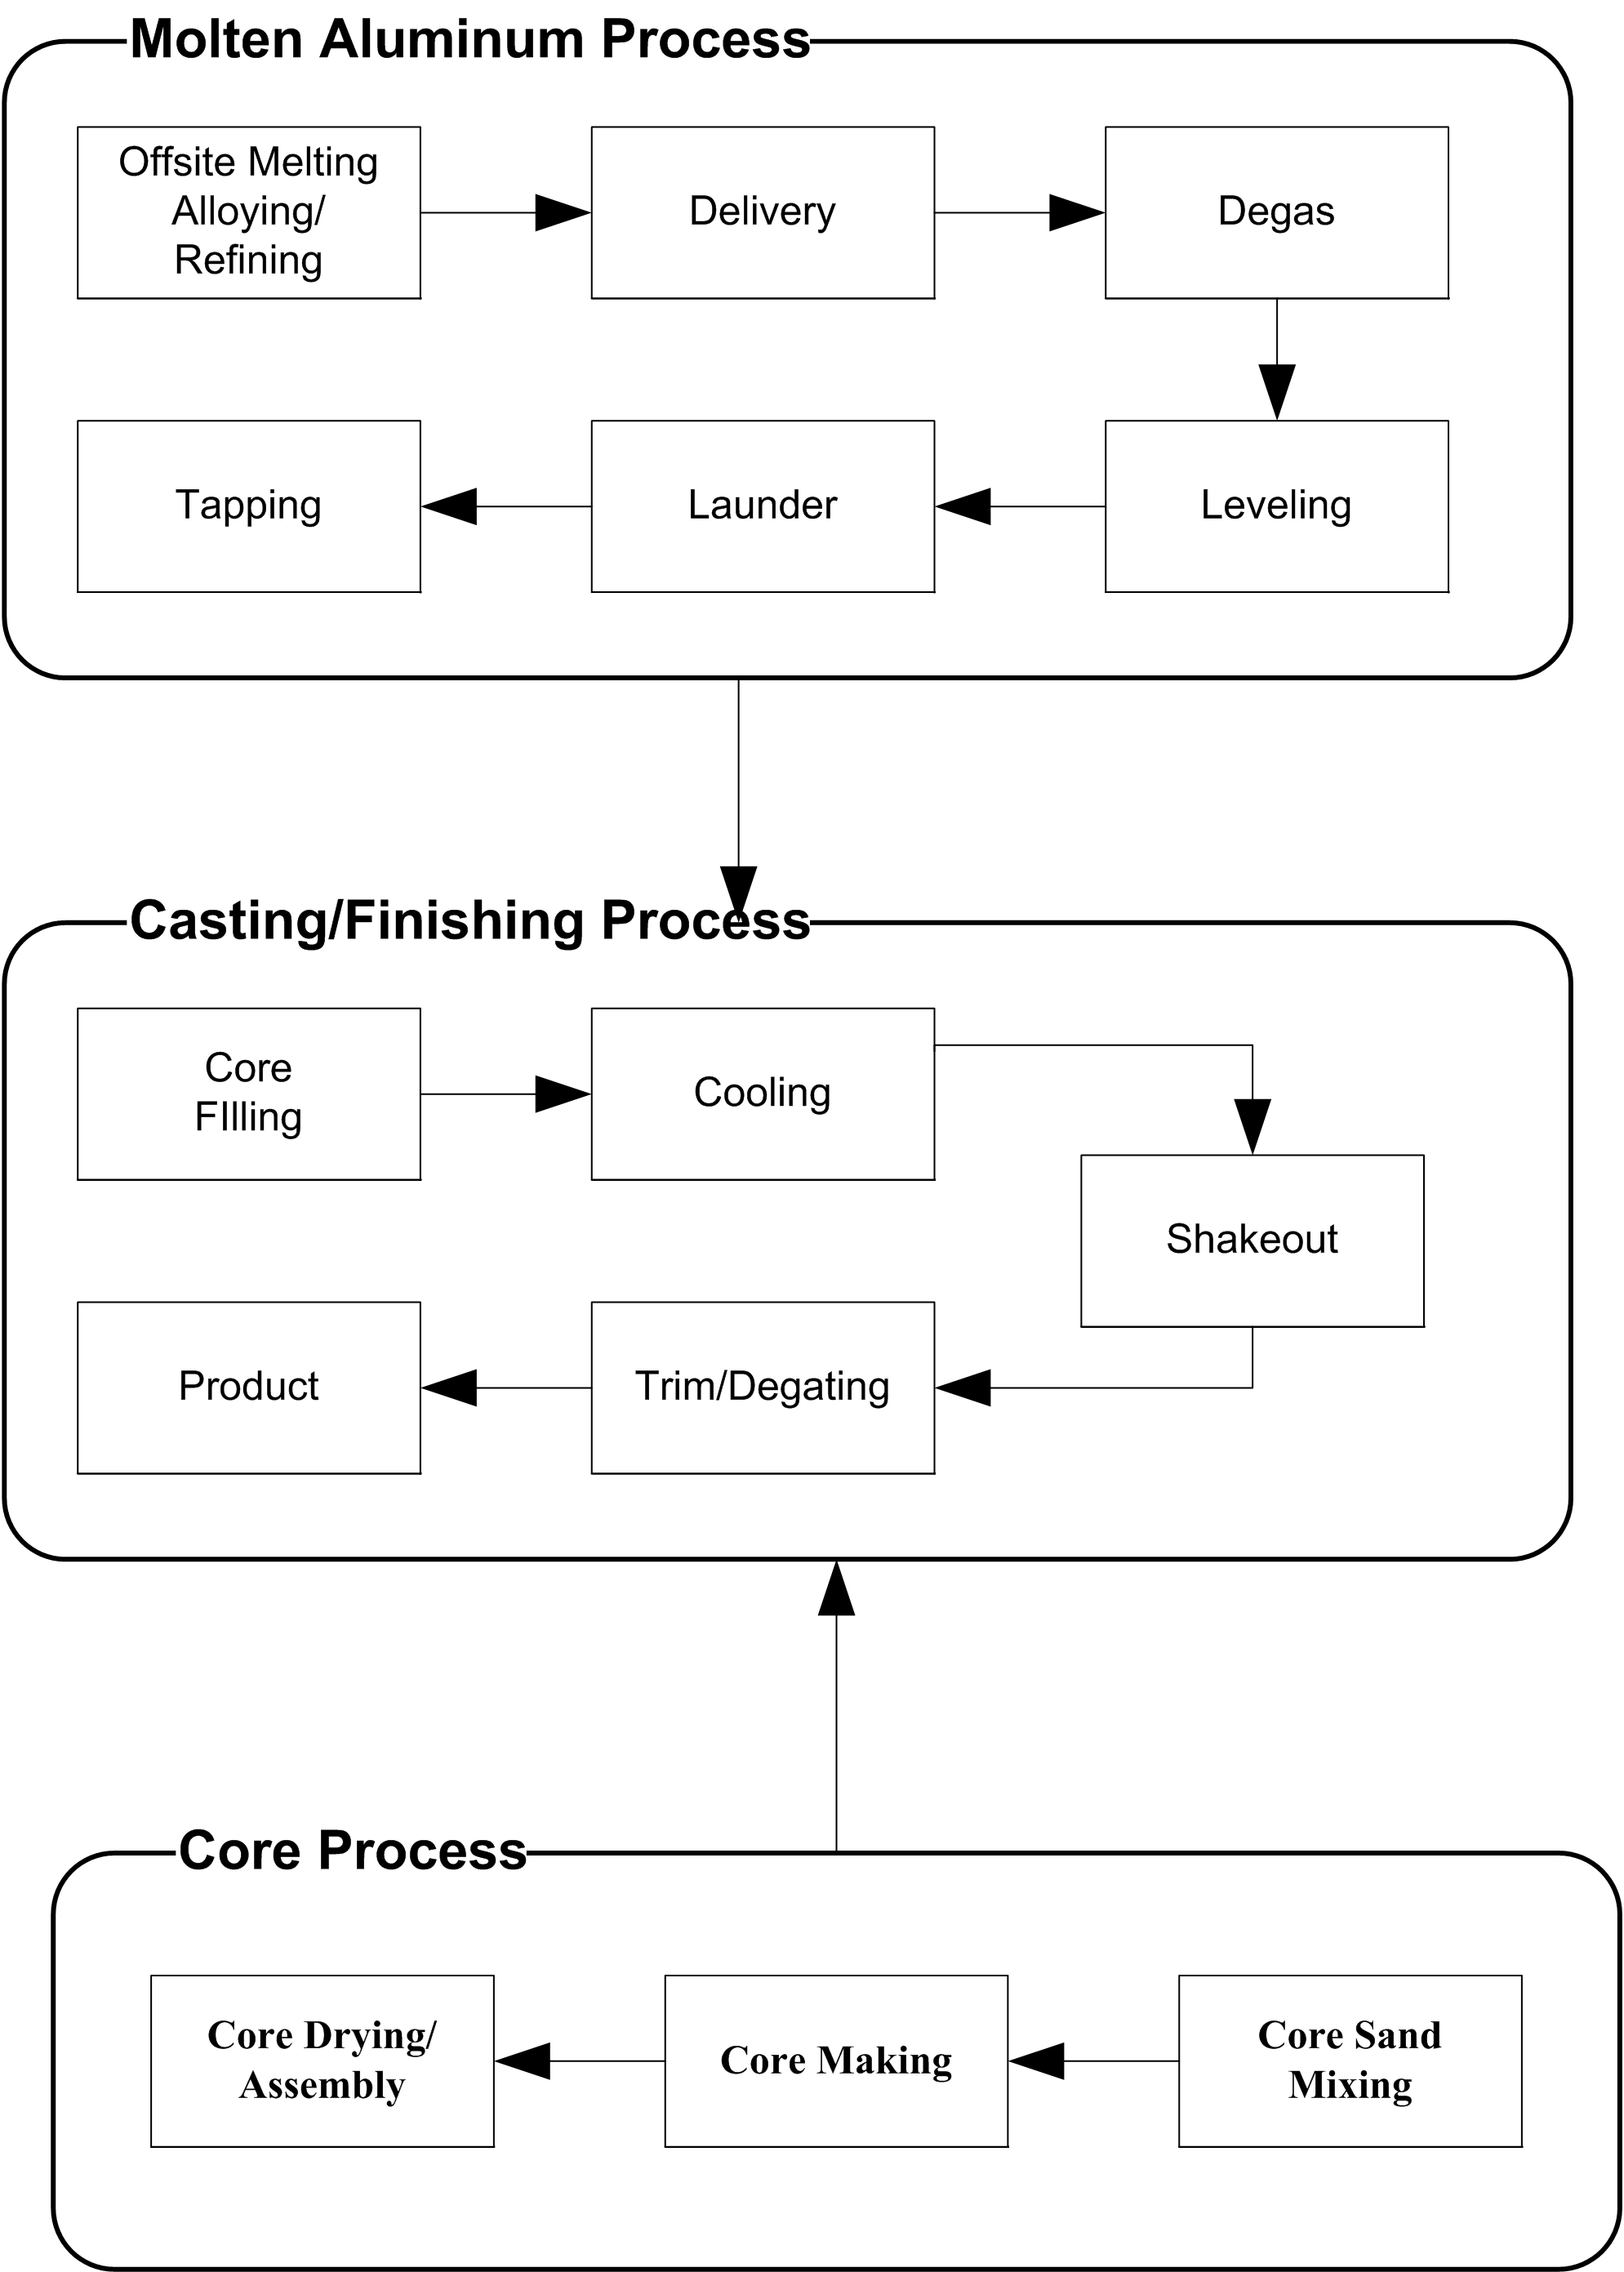 Molten Aluminum Process
Offsite Melting
Alloying/
Refining
Delivery
Degas
Tapping
Launder
Leveling
Casting/Finishing Process
Core
FIlling
Cooling
Shakeout
Product
Trim/Degating
Core Process
Core Drying/
Assembly
Core Making
Core Sand
Mixing